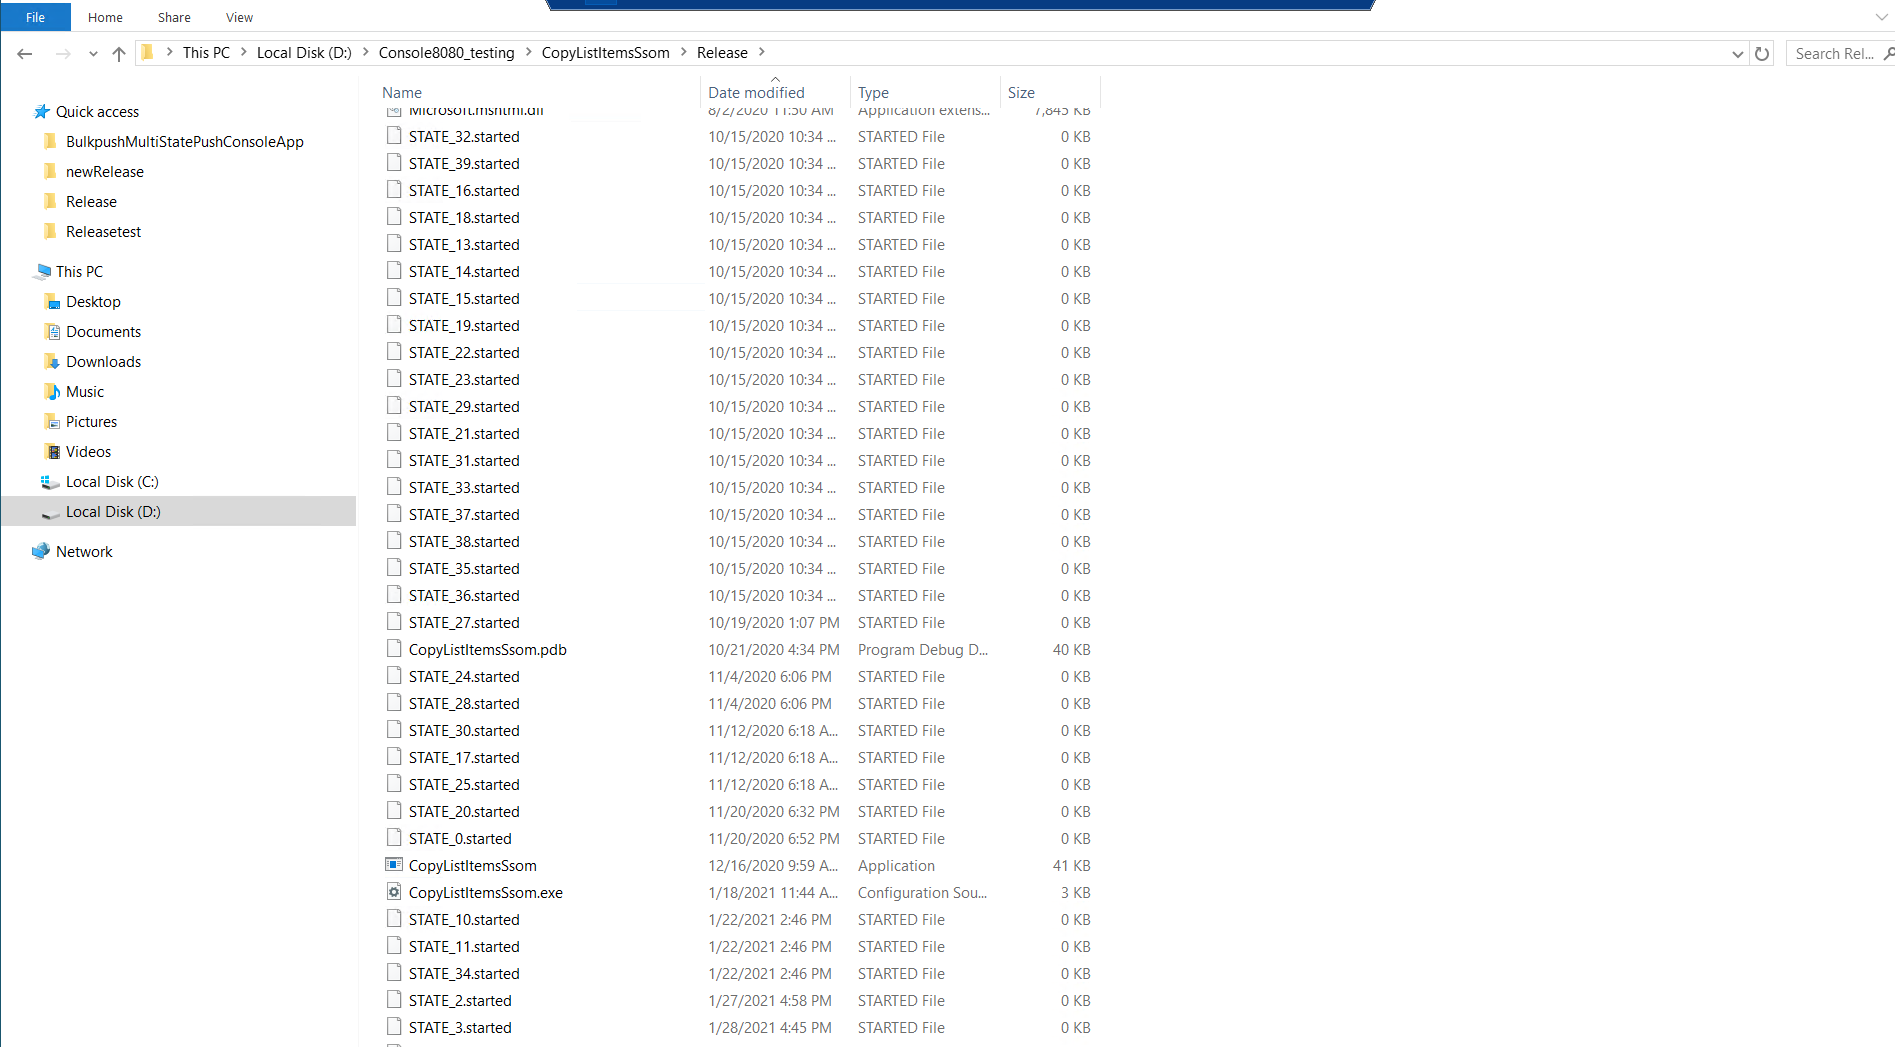 File Home Share View
This PC Local Disk (D:) Console8080_testing CopyListItemsSsom Release Search Rel...
Quick access
BulkpushMultiStatePushConsoleApp
newRelease
Release
Releasetest
This PC
Desktop
Documents
Downloads
Music
Pictures
Videos
Local Disk (C:)
Local Disk (D:)
Network
Name Date modified Type Size
Microsoft.mshtml.dll 8/2/2020 11:50 AM Application extens... 7,845 KB
STATE_32.started 10/15/2020 10:34 ... STARTED File 0 KB
STATE_39.started 10/15/2020 10:34 ... STARTED File 0 KB
STATE_16.started 10/15/2020 10:34 ... STARTED File 0 KB
STATE_18.started 10/15/2020 10:34 ... STARTED File 0 KB
STATE_13.started 10/15/2020 10:34 ... STARTED File 0 KB
STATE_14.started 10/15/2020 10:34 ... STARTED File 0 KB
STATE_15.started 10/15/2020 10:34 ... STARTED File 0 KB
STATE_19.started 10/15/2020 10:34 ... STARTED File 0 KB
STATE_22.started 10/15/2020 10:34 ... STARTED File 0 KB
STATE_23.started 10/15/2020 10:34 ... STARTED File 0 KB
STATE_29.started 10/15/2020 10:34 ... STARTED File 0 KB
STATE_21.started 10/15/2020 10:34 ... STARTED File 0 KB
STATE_31.started 10/15/2020 10:34 ... STARTED File 0 KB
STATE_33.started 10/15/2020 10:34 ... STARTED File 0 KB
STATE_37.started 10/15/2020 10:34 ... STARTED File 0 KB
STATE_38.started 10/15/2020 10:34 ... STARTED File 0 KB
STATE_35.started 10/15/2020 10:34 ... STARTED File 0 KB
STATE_36.started 10/15/2020 10:34 ... STARTED File 0 KB
STATE_27.started 10/19/2020 1:07 PM STARTED File 0 KB
CopyListItemsSsom.pdb 10/21/2020 4:34 PM Program Debug D... 40 KB
STATE_24.started 11/4/2020 6:06 PM STARTED File 0 KB
STATE_28.started 11/4/2020 6:06 PM STARTED File 0 KB
STATE_30.started 11/12/2020 6:18 A... STARTED File 0 KB
STATE_17.started 11/12/2020 6:18 A... STARTED File 0 KB
STATE_25.started 11/12/2020 6:18 A... STARTED File 0 KB
STATE_20.started 11/20/2020 6:32 PM STARTED File 0 KB
STATE_0.started 11/20/2020 6:52 PM STARTED File 0 KB
CopyListItemsSsom 12/16/2020 9:59 A... Application 41 KB
CopyListItemsSsom.exe 1/18/2021 11:44 A... Configuration Sou... 3 KB
STATE_10.started 1/22/2021 2:46 PM STARTED File 0 KB
STATE_11.started 1/22/2021 2:46 PM STARTED File 0 KB
STATE_34.started 1/22/2021 2:46 PM STARTED File 0 KB
STATE_2.started 1/27/2021 4:58 PM STARTED File 0 KB
STATE_3.started 1/28/2021 4:45 PM STARTED File 0 KB